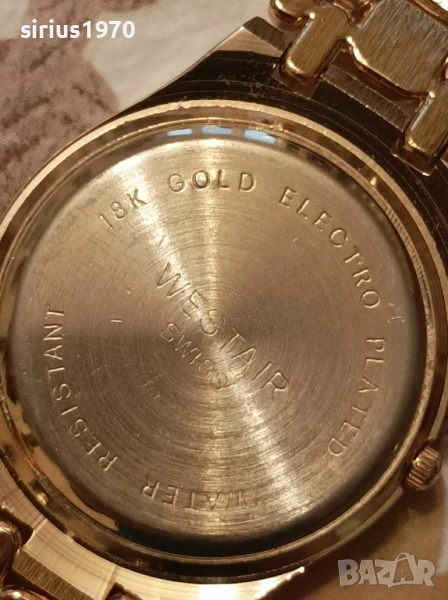 sirius1970
18K GOLD ELECTRO PLATED
WESTAIR
SWISS
WATER RESISTANT
BAZAR